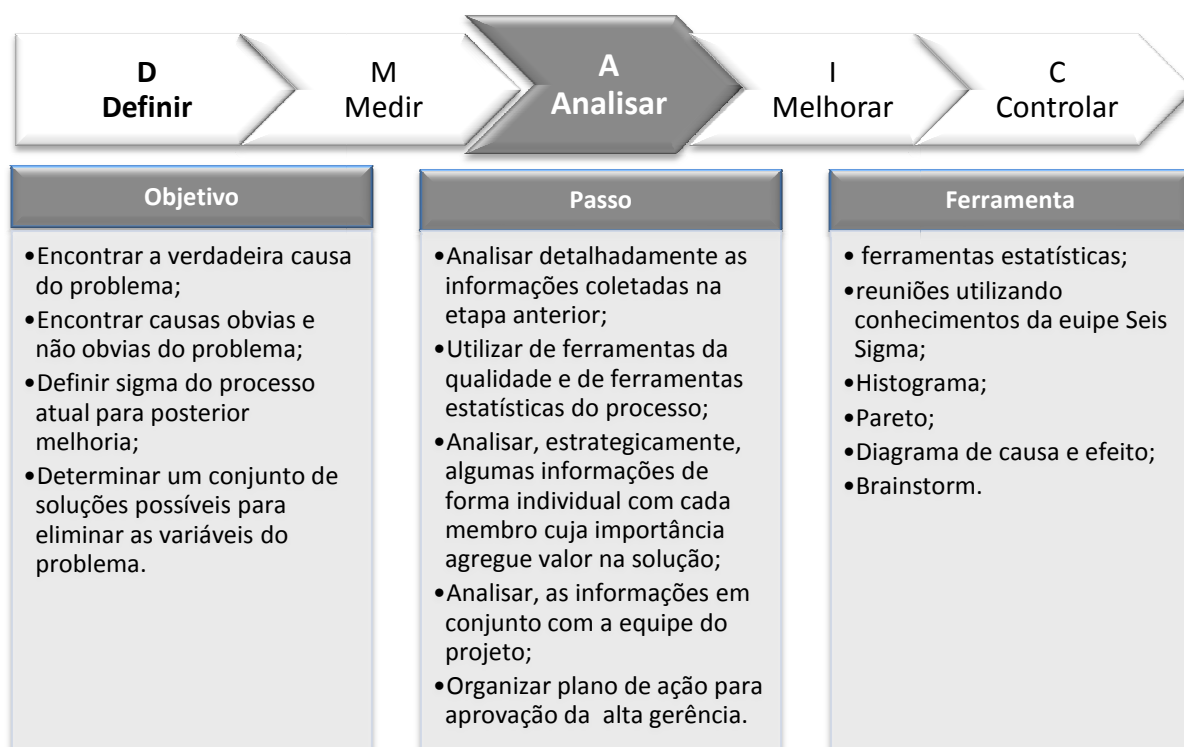 D
Definir
M
Medir
A
Analisar
I
Melhorar
C
Controlar
Objetivo
•Encontrar a verdadeira causa
do problema;
•Encontrar causas obvias e
não obvias do problema;
•Definir sigma do processo
atual para posterior
melhoria;
•Determinar um conjunto de
soluções possíveis para
eliminar as variáveis do
problema.
Passo
•Analisar detalhadamente as
informações coletadas na
etapa anterior;
•Utilizar de ferramentas da
qualidade e de ferramentas
estatísticas do processo;
•Analisar, estrategicamente,
algumas informações de
forma individual com cada
membro cuja importância
agregue valor na solução;
•Analisar, as informações em
conjunto com a equipe do
projeto;
•Organizar plano de ação para
aprovação da alta gerência.
Ferramenta
• ferramentas estatísticas;
•reuniões utilizando
conhecimentos da euipe Seis
Sigma;
•Histograma;
•Pareto;
•Diagrama de causa e efeito;
•Brainstorm.